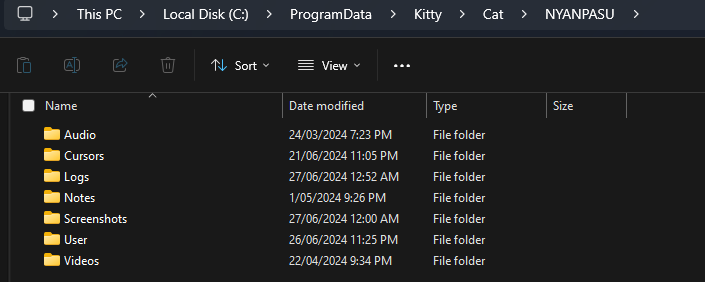 This PC > Local Disk (C:) > ProgramData > Kitty > Cat > NYANPASU >
Sort View ...
Name Date modified Type Size
Audio 24/03/2024 7:23 PM File folder
Cursors 21/06/2024 11:05 PM File folder
Logs 27/06/2024 12:52 AM File folder
Notes 1/05/2024 9:26 PM File folder
Screenshots 27/06/2024 12:00 AM File folder
User 26/06/2024 11:25 PM File folder
Videos 22/04/2024 9:34 PM File folder